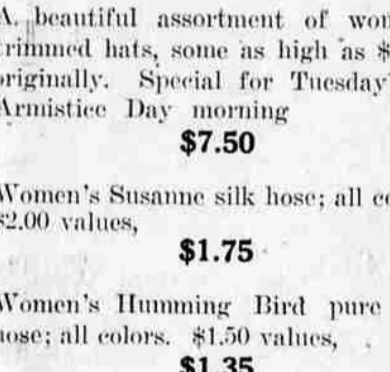 A. beautiful assortment of wo
trimmed hats, some as high as $
originally. Special for Tuesday
Armistice Day morning
$7.50
Women's Susanne silk hose; all c
$2.00 values,
$1.75
Women's Humming Bird pure
hose; all colors. $1.50 values,
$1.35